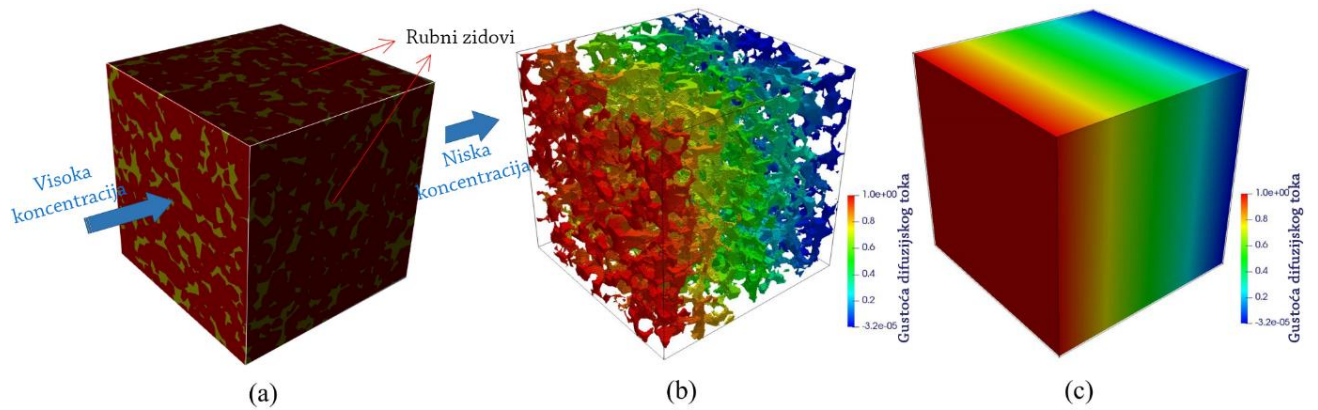 Rubni zidovi
Visoka
koncentracija
Niska
koncentracija
(a)
1.0e+00
0.8
0.6
0.4
0.2
-3.2e-05
Gustoća difuzijskog toka
(b)
1.0e+00
0.8
0.6
0.4
0.2
-3.2e-05
Gustoća difuzijskog toka
(c)